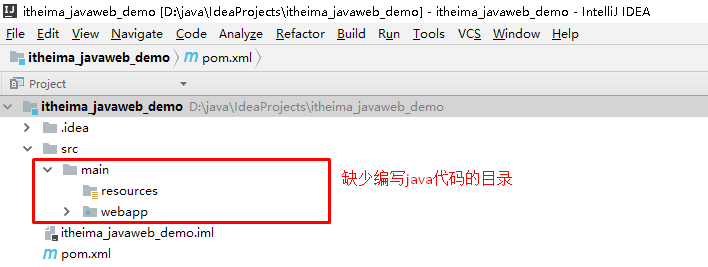 itheima_javaweb_demo [D:\java\IdeaProjects\itheima_javaweb_demo] - itheima_javaweb_demo - IntelliJ IDEA
File Edit View Navigate Code Analyze Refactor Build Run Tools VCS Window Help
itheima_javaweb_demo pom.xml
Project
itheima_javaweb_demo D:\java\IdeaProjects\itheima_javaweb_demo
.idea
src
main
缺少编写java代码的目录
resources
webapp
itheima_javaweb_demo.iml
pom.xml